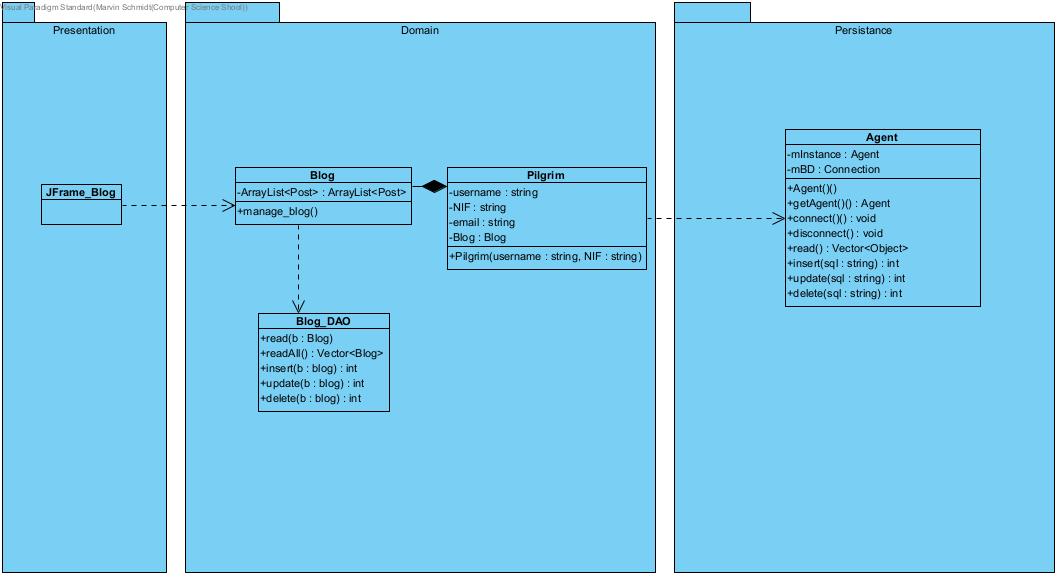 Visual Paradigm Standard(Marvin Schmidt(Computer Science Shool))
Presentation
Domain
Persistance
JFrame_Blog
Blog
-ArrayList<Post> : ArrayList<Post>
+manage_blog()
Pilgrim
-username : string
-NIF : string
-email : string
-Blog : Blog
+Pilgrim(username : string, NIF : string)
Blog_DAO
+read(b : Blog)
+readAll() : Vector<Blog>
+insert(b : blog) : int
+update(b : blog) : int
+delete(b : blog) : int
Agent
-mInstance : Agent
-mBD : Connection
+Agent()()
+getAgent()() : Agent
+connect()() : void
+disconnect() : void
+read() : Vector<Object>
+insert(sql : string) : int
+update(sql : string) : int
+delete(sql : string) : int